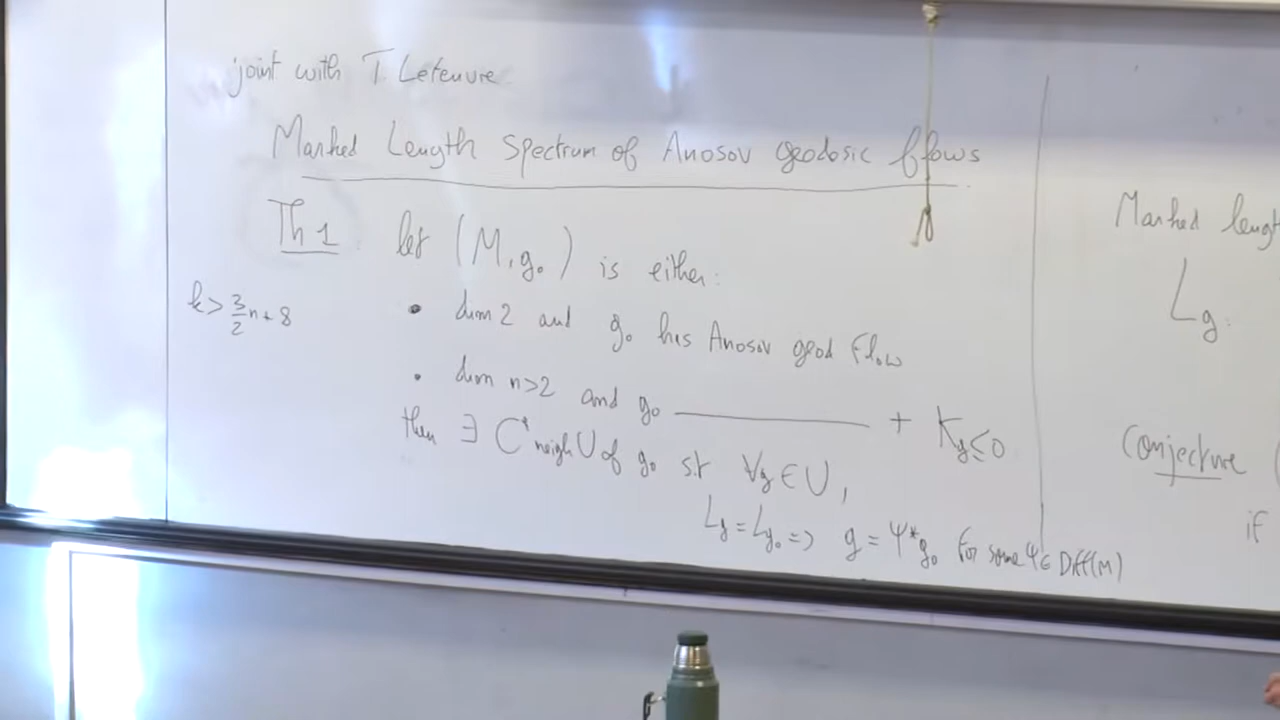 joint with T. Lefeuvre
Marked Length Spectrum of Anosov geodesic flows
Th 1 let (M, g₀) is either:
k > 3/2 n + 8
• dim 2 and g₀ has Anosov geod flow
• dim n>2 and g₀ ————— + K_g≤0
then ∃ Cᵏ neigh U of g₀ s.t ∀g ∈ U,
L_g = L_g₀ => g = Ψ*g₀ for some Ψ ∈ Diff(M)
Marked lengt
L_g
Conjecture (
if